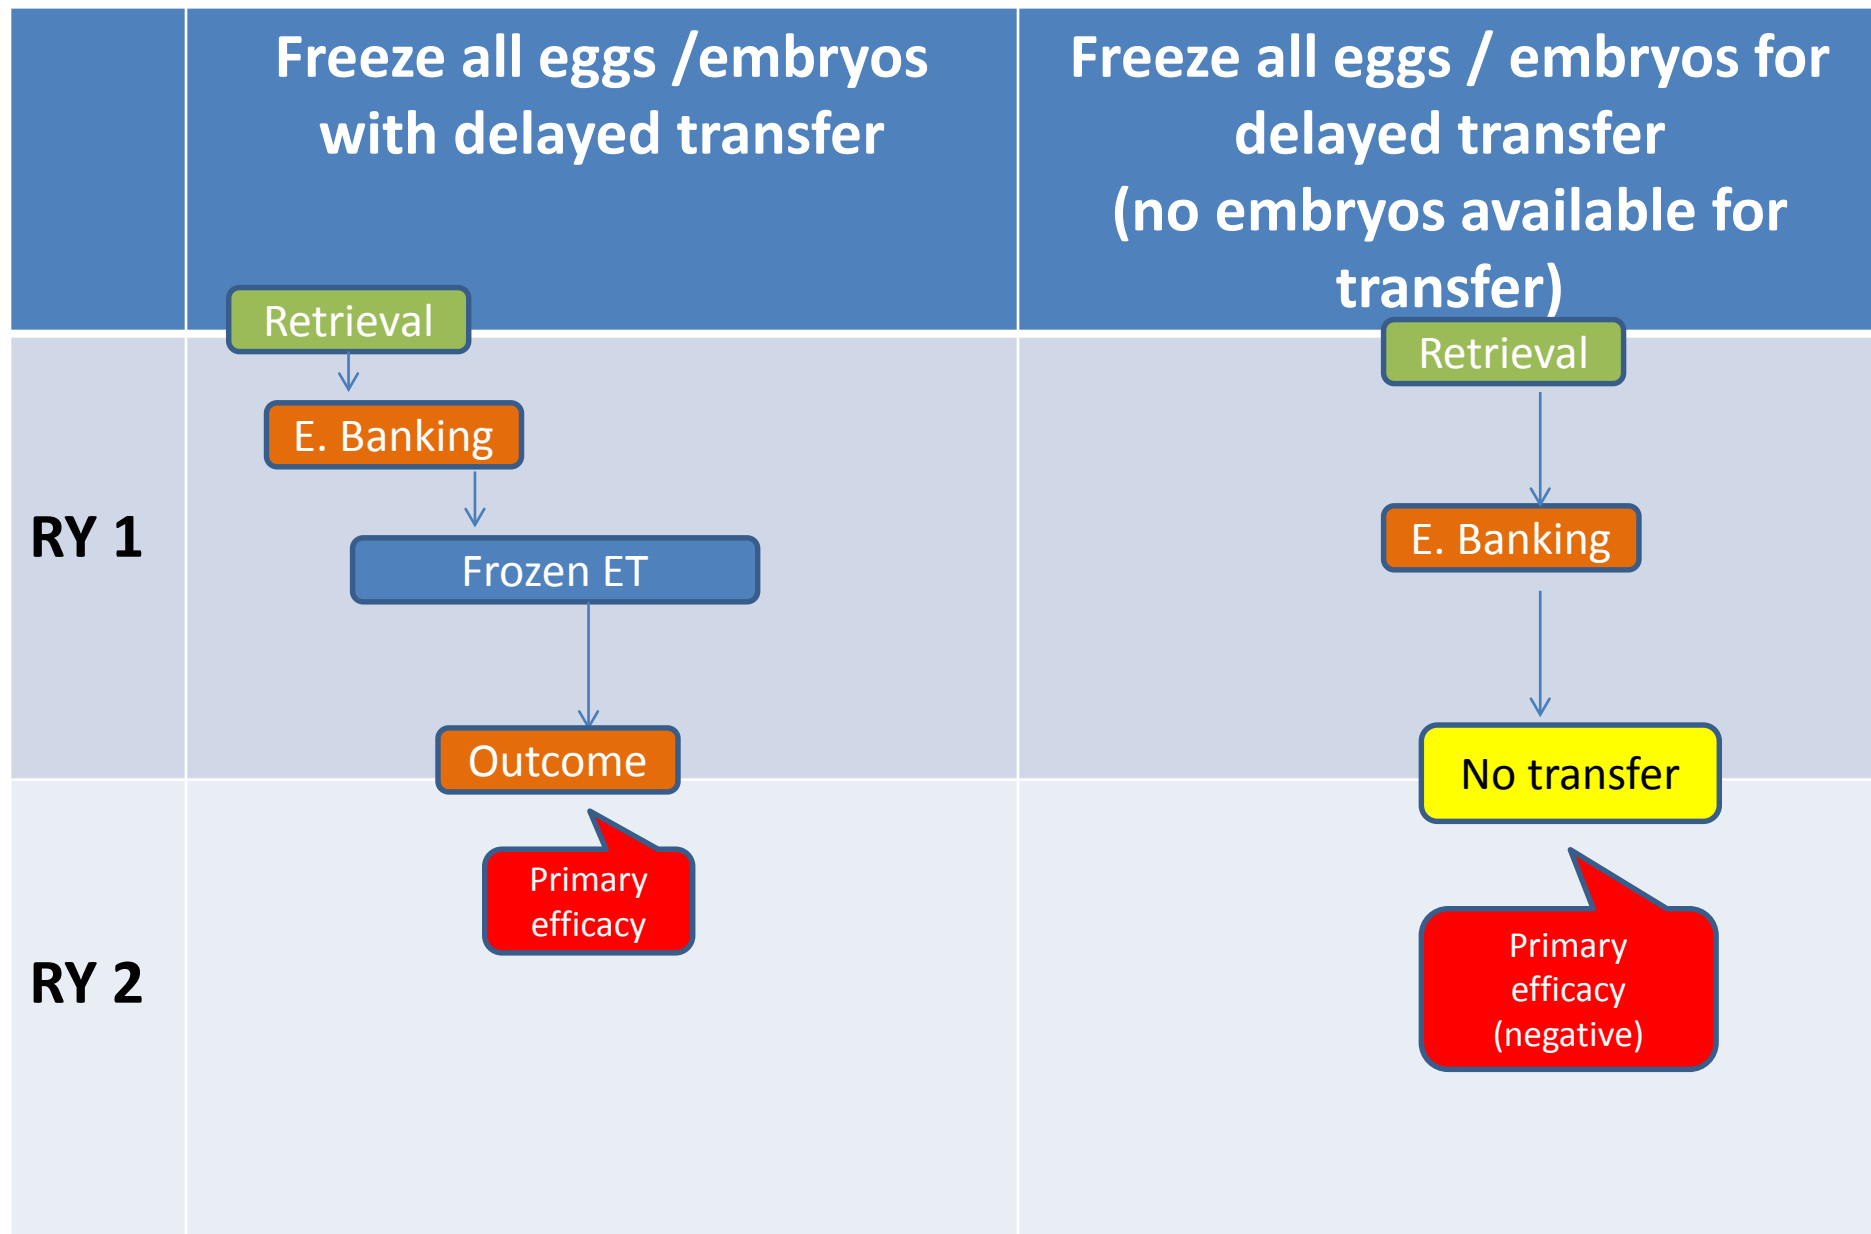 Freeze all eggs /embryos
with delayed transfer
Freeze all eggs / embryos for
delayed transfer
(no embryos available for
transfer)
RY 1
Retrieval
E. Banking
Frozen ET
Outcome
Retrieval
E. Banking
No transfer
RY 2
Primary
efficacy
Primary
efficacy
(negative)